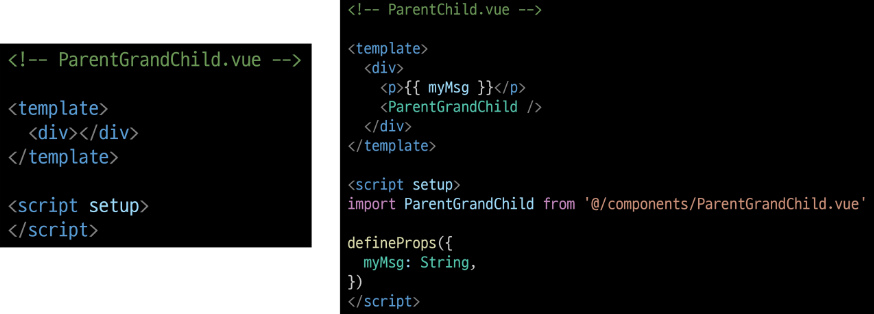 <!-- ParentGrandChild.vue -->
<template>
  <div></div>
</template>
<script setup>
</script>
<!-- ParentChild.vue -->
<template>
  <div>
    <p>{{ myMsg }}</p>
    <ParentGrandChild />
  </div>
</template>
<script setup>
import ParentGrandChild from '@/components/ParentGrandChild.vue'
defineProps({
  myMsg: String,
})
</script>